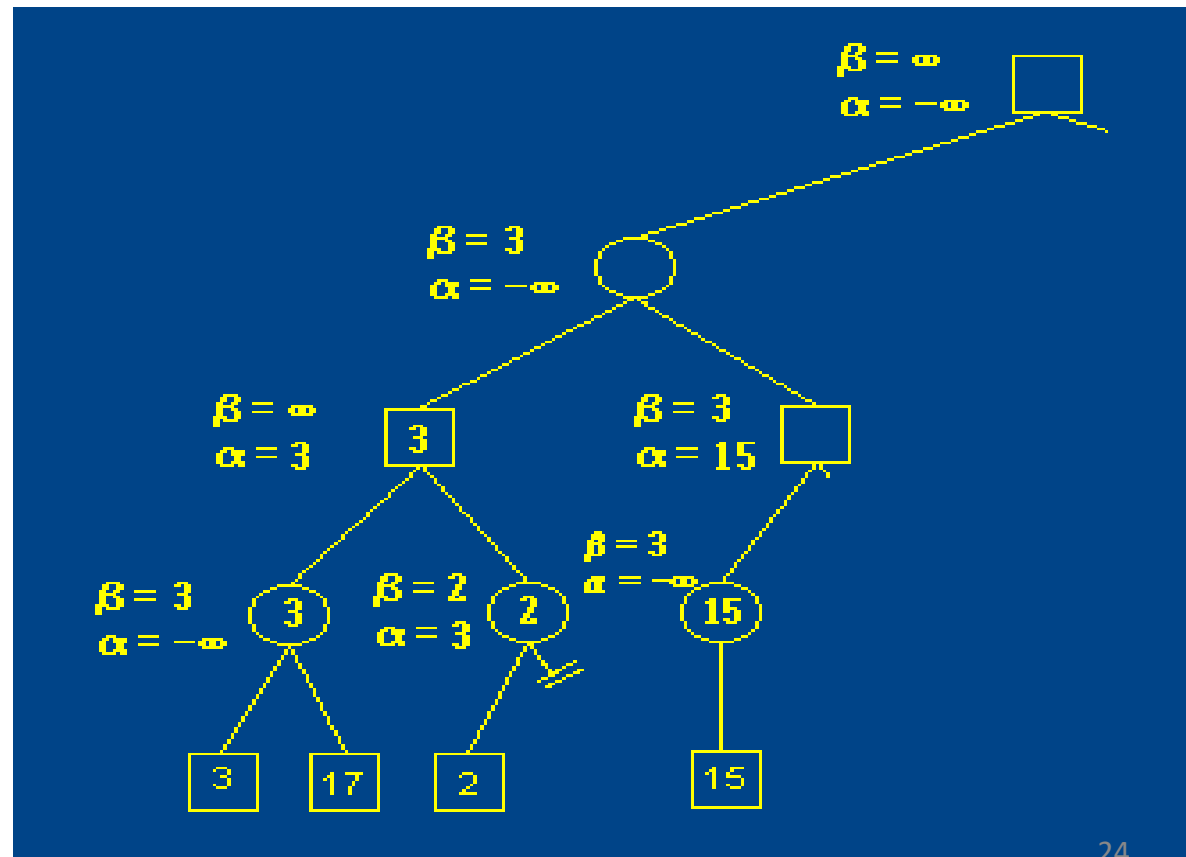 β = ∞
α = −∞
β = 3
α = −∞
β = ∞
α = 3
3
β = 3
α = 15
β = 3
α = −∞
3
β = 2
α = 3
2
β = 3
α = −∞
15
3
17
2
15
24